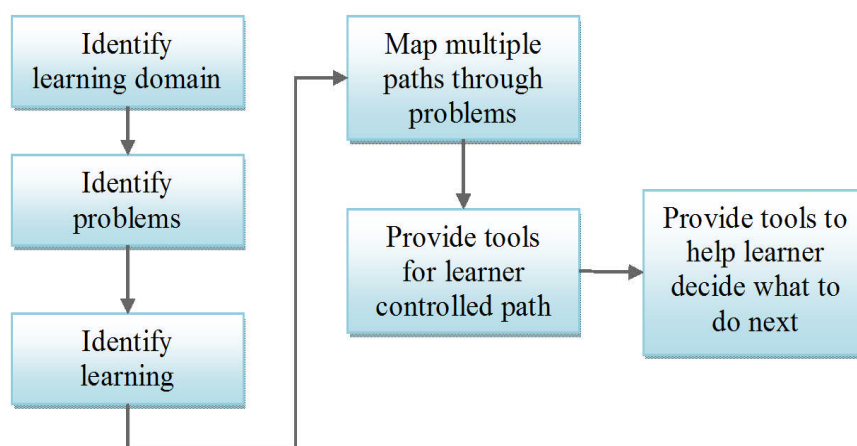 Identify
learning domain
Identify
problems
Identify
learning
Map multiple
paths through
problems
Provide tools
for learner
controlled path
Provide tools to
help learner
decide what to
do next